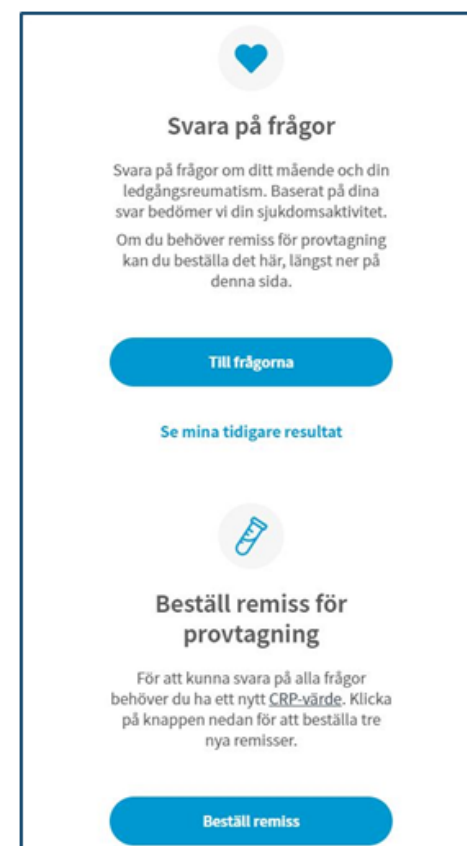 Svara på frågor
Svara på frågor om ditt mående och din
ledgångsreumatism. Baserat på dina
svar bedömer vi din sjukdomsaktivitet.
Om du behöver remiss för provtagning
kan du beställa det här, längst ner på
denna sida.
Till frågorna
Se mina tidigare resultat
Beställ remiss för
provtagning
För att kunna svara på alla frågor
behöver du ha ett nytt CRP-värde. Klicka
på knappen nedan för att beställa tre
nya remisser.
Beställ remiss